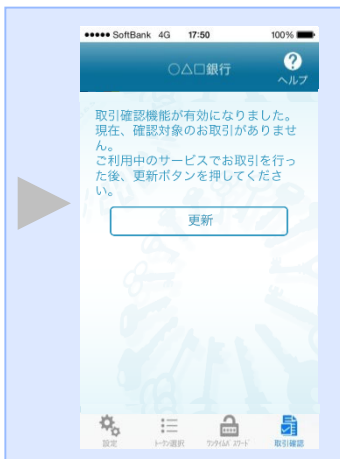 ●●●●● SoftBank 4G 17:50 100%
○△□銀行
?
ヘルプ
取引確認機能が有効になりました。
現在、確認対象のお取引がありませ
ん。
ご利用中のサービスでお取引を行っ
た後、更新ボタンを押してくださ
い。
更新
設定 トークン選択 ワンタイムパスワード 取引確認